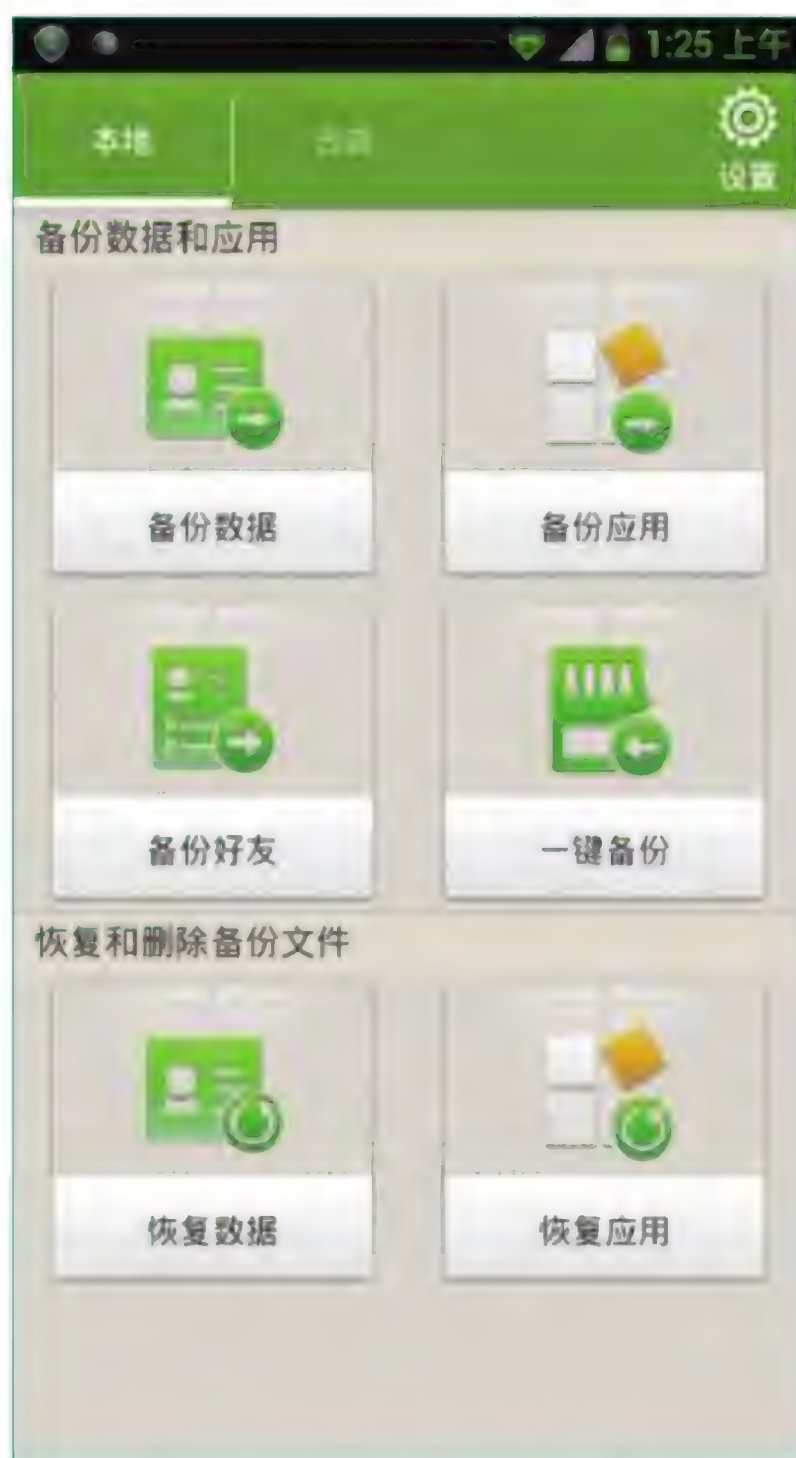 1:25 上午
本地
设置
备份数据和应用
备份数据 备份应用
备份好友 一键备份
恢复和删除备份文件
恢复数据 恢复应用